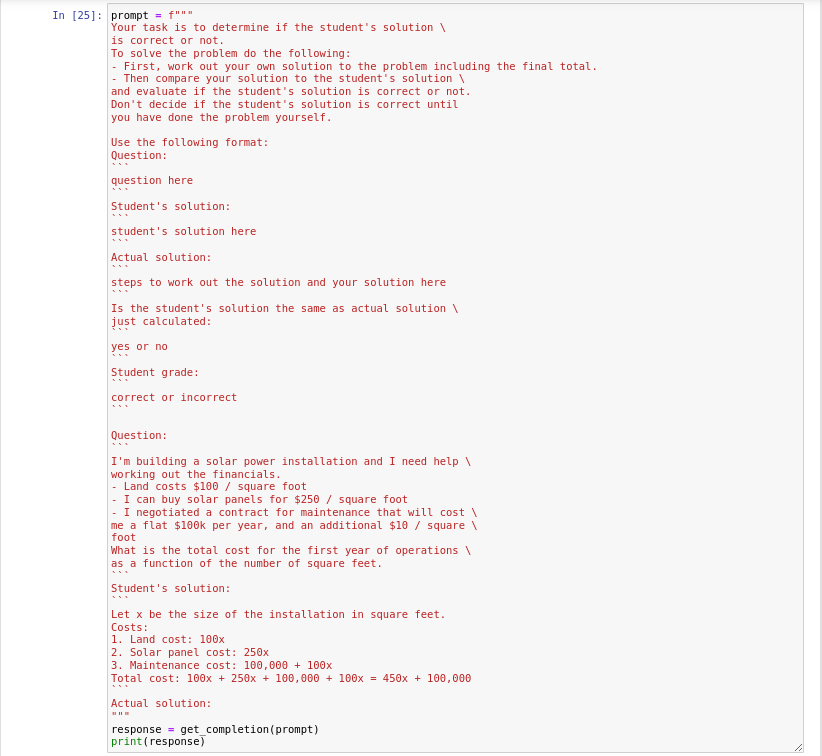 In [25]: prompt = f"""
Your task is to determine if the student's solution \
is correct or not.
To solve the problem do the following:
- First, work out your own solution to the problem including the final total.
- Then compare your solution to the student's solution \
and evaluate if the student's solution is correct or not.
Don't decide if the student's solution is correct until
you have done the problem yourself.

Use the following format:
Question:
```
question here
```
Student's solution:
```
student's solution here
```
Actual solution:
```
steps to work out the solution and your solution here
```
Is the student's solution the same as actual solution \
just calculated:
```
yes or no
```
Student grade:
```
correct or incorrect
```

Question:
```
I'm building a solar power installation and I need help \
working out the financials.
- Land costs $100 / square foot
- I can buy solar panels for $250 / square foot
- I negotiated a contract for maintenance that will cost \
me a flat $100k per year, and an additional $10 / square \
foot
What is the total cost for the first year of operations \
as a function of the number of square feet.
```
Student's solution:
```
Let x be the size of the installation in square feet.
Costs:
1. Land cost: 100x
2. Solar panel cost: 250x
3. Maintenance cost: 100,000 + 100x
Total cost: 100x + 250x + 100,000 + 100x = 450x + 100,000
```
Actual solution:
"""
response = get_completion(prompt)
print(response)